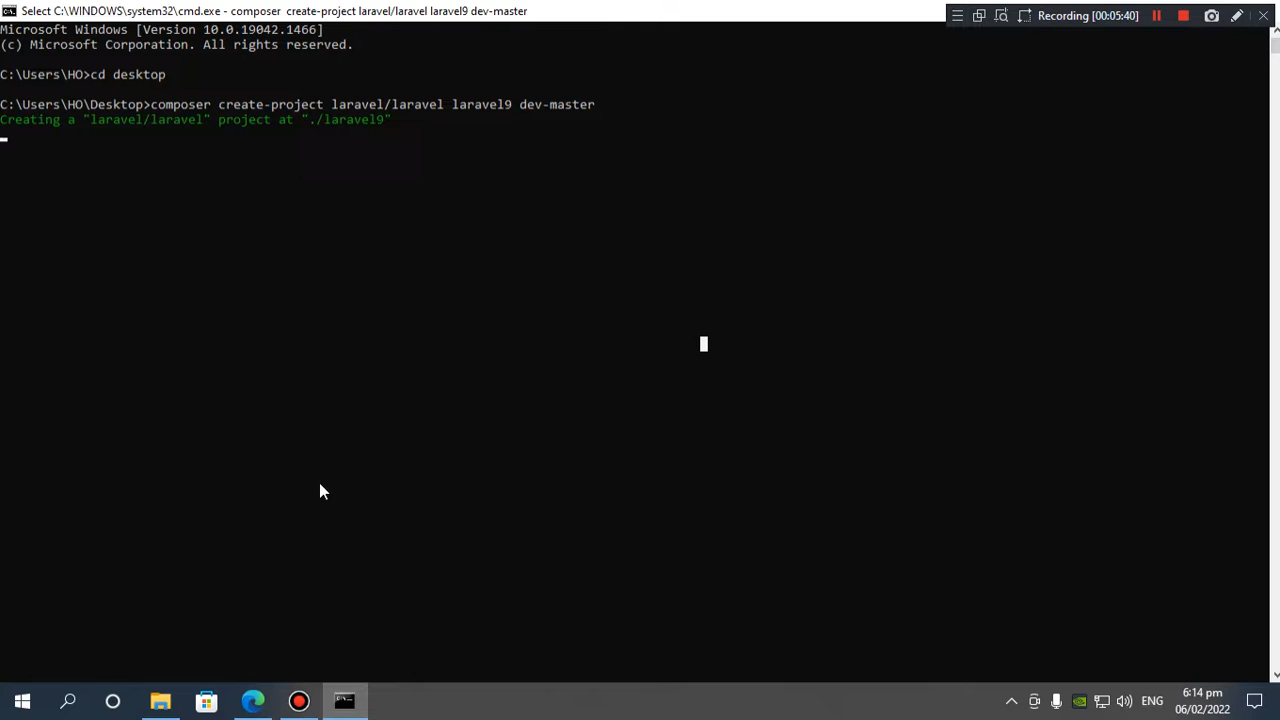 Select C:\WINDOWS\system32\cmd.exe - composer create-project laravel/laravel laravel9 dev-master
Recording [00:05:40]
Microsoft Windows [Version 10.0.19042.1466]
(c) Microsoft Corporation. All rights reserved.
C:\Users\HO>cd desktop
C:\Users\HO\Desktop>composer create-project laravel/laravel laravel9 dev-master
Creating a "laravel/laravel" project at "./laravel9"
ENG
6:14 pm
06/02/2022